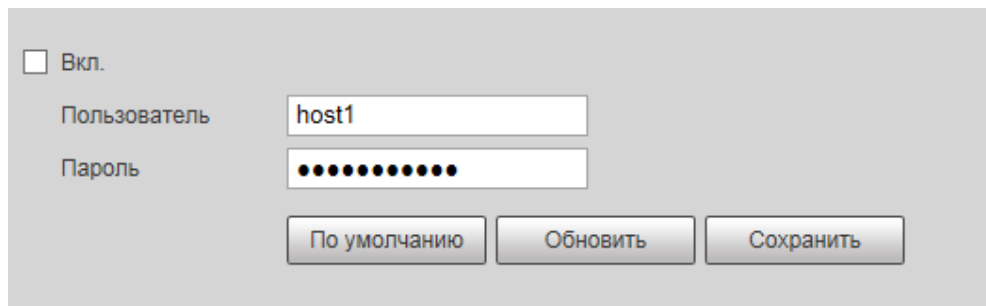 Вкл.
Пользователь host1
Пароль ●●●●●●●●●●●
По умолчанию Обновить Сохранить